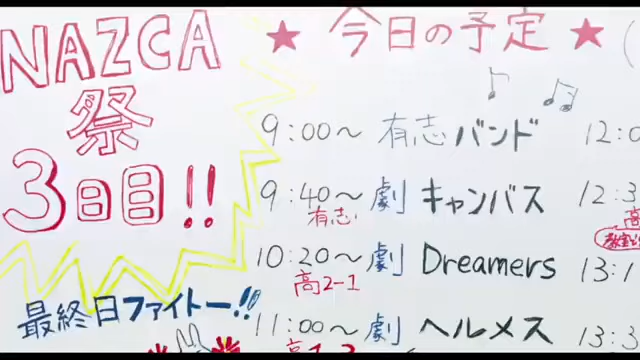 NAZCA
祭
3日目!!
最終日ファイトー!!
★ 今日の予定 ★
9:00〜 有志バンド
9:40〜 劇 キャンバス
有志
10:20〜 劇 Dreamers
高2-1
11:00〜 劇 ヘルメス
12:0
12:3
13:1
13:3